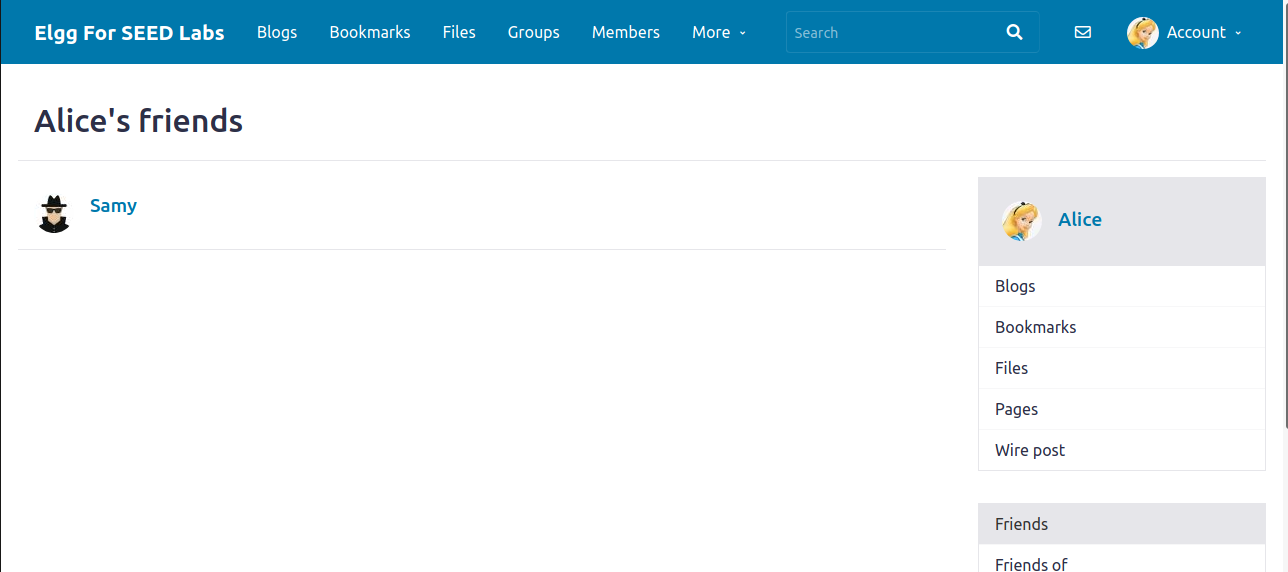 Elgg For SEED Labs Blogs Bookmarks Files Groups Members More Search Account
Alice's friends
Samy
Alice
Blogs
Bookmarks
Files
Pages
Wire post
Friends
Friends of